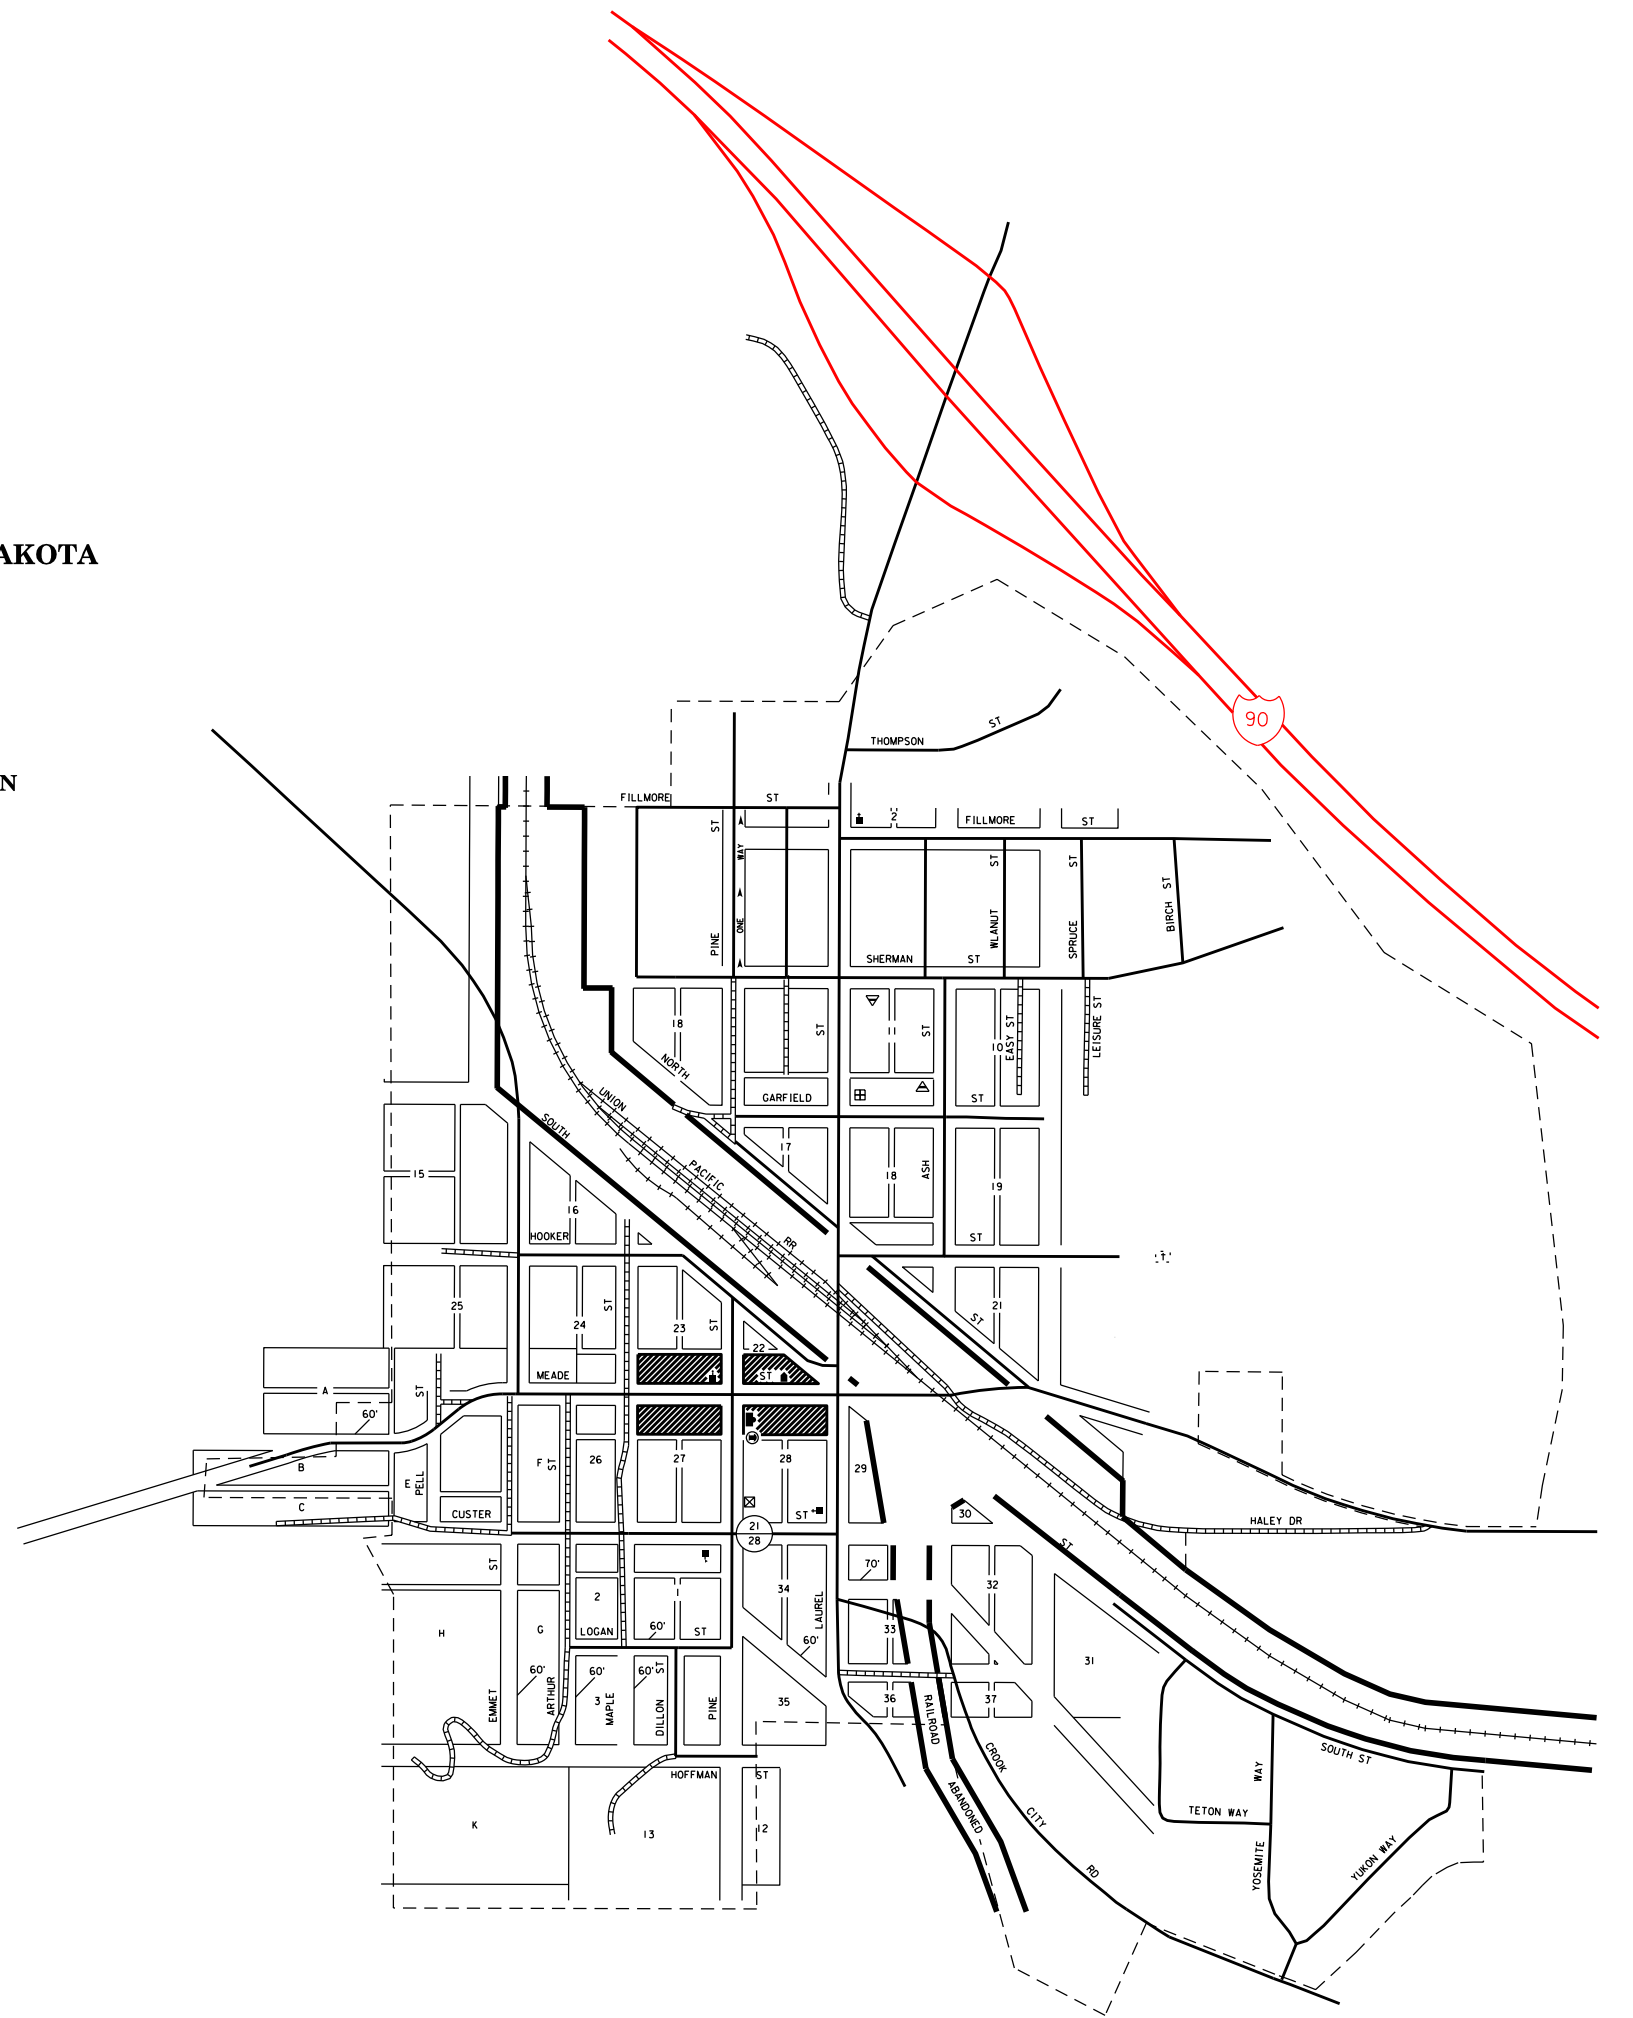 AKOTA
N
90
THOMPSON ST
FILLMORE ST
2
FILLMORE ST
PINE ST
ONE WAY
WLANUT ST
SPRUCE ST
BIRCH ST
SHERMAN ST
18
NORTH
ST
11
ST
10
EASY ST
LEISURE ST
UNION PACIFIC RR
SOUTH
GARFIELD ST
17
15
16
18
ASH
19
HOOKER ST
25
24
ST
23
ST
22
21
ST
A
MEADE ST
ST
60'
B
E
PELL
F
ST
26
27
28
29
C
CUSTER ST
30
21
28
HALEY DR
ST
ST
70'
32
2
1
34
LAUREL
H
G
LOGAN ST
60'
60'
33
31
60'
60'
60'
ST
EMMET
ARTHUR
3
MAPLE
DILLON
PINE
35
36
37
RAILROAD
ABANDONED
CROOK CITY RD
SOUTH ST
HOFFMAN ST
K
13
12
WAY
TETON WAY
YOSEMITE
YUKON WAY